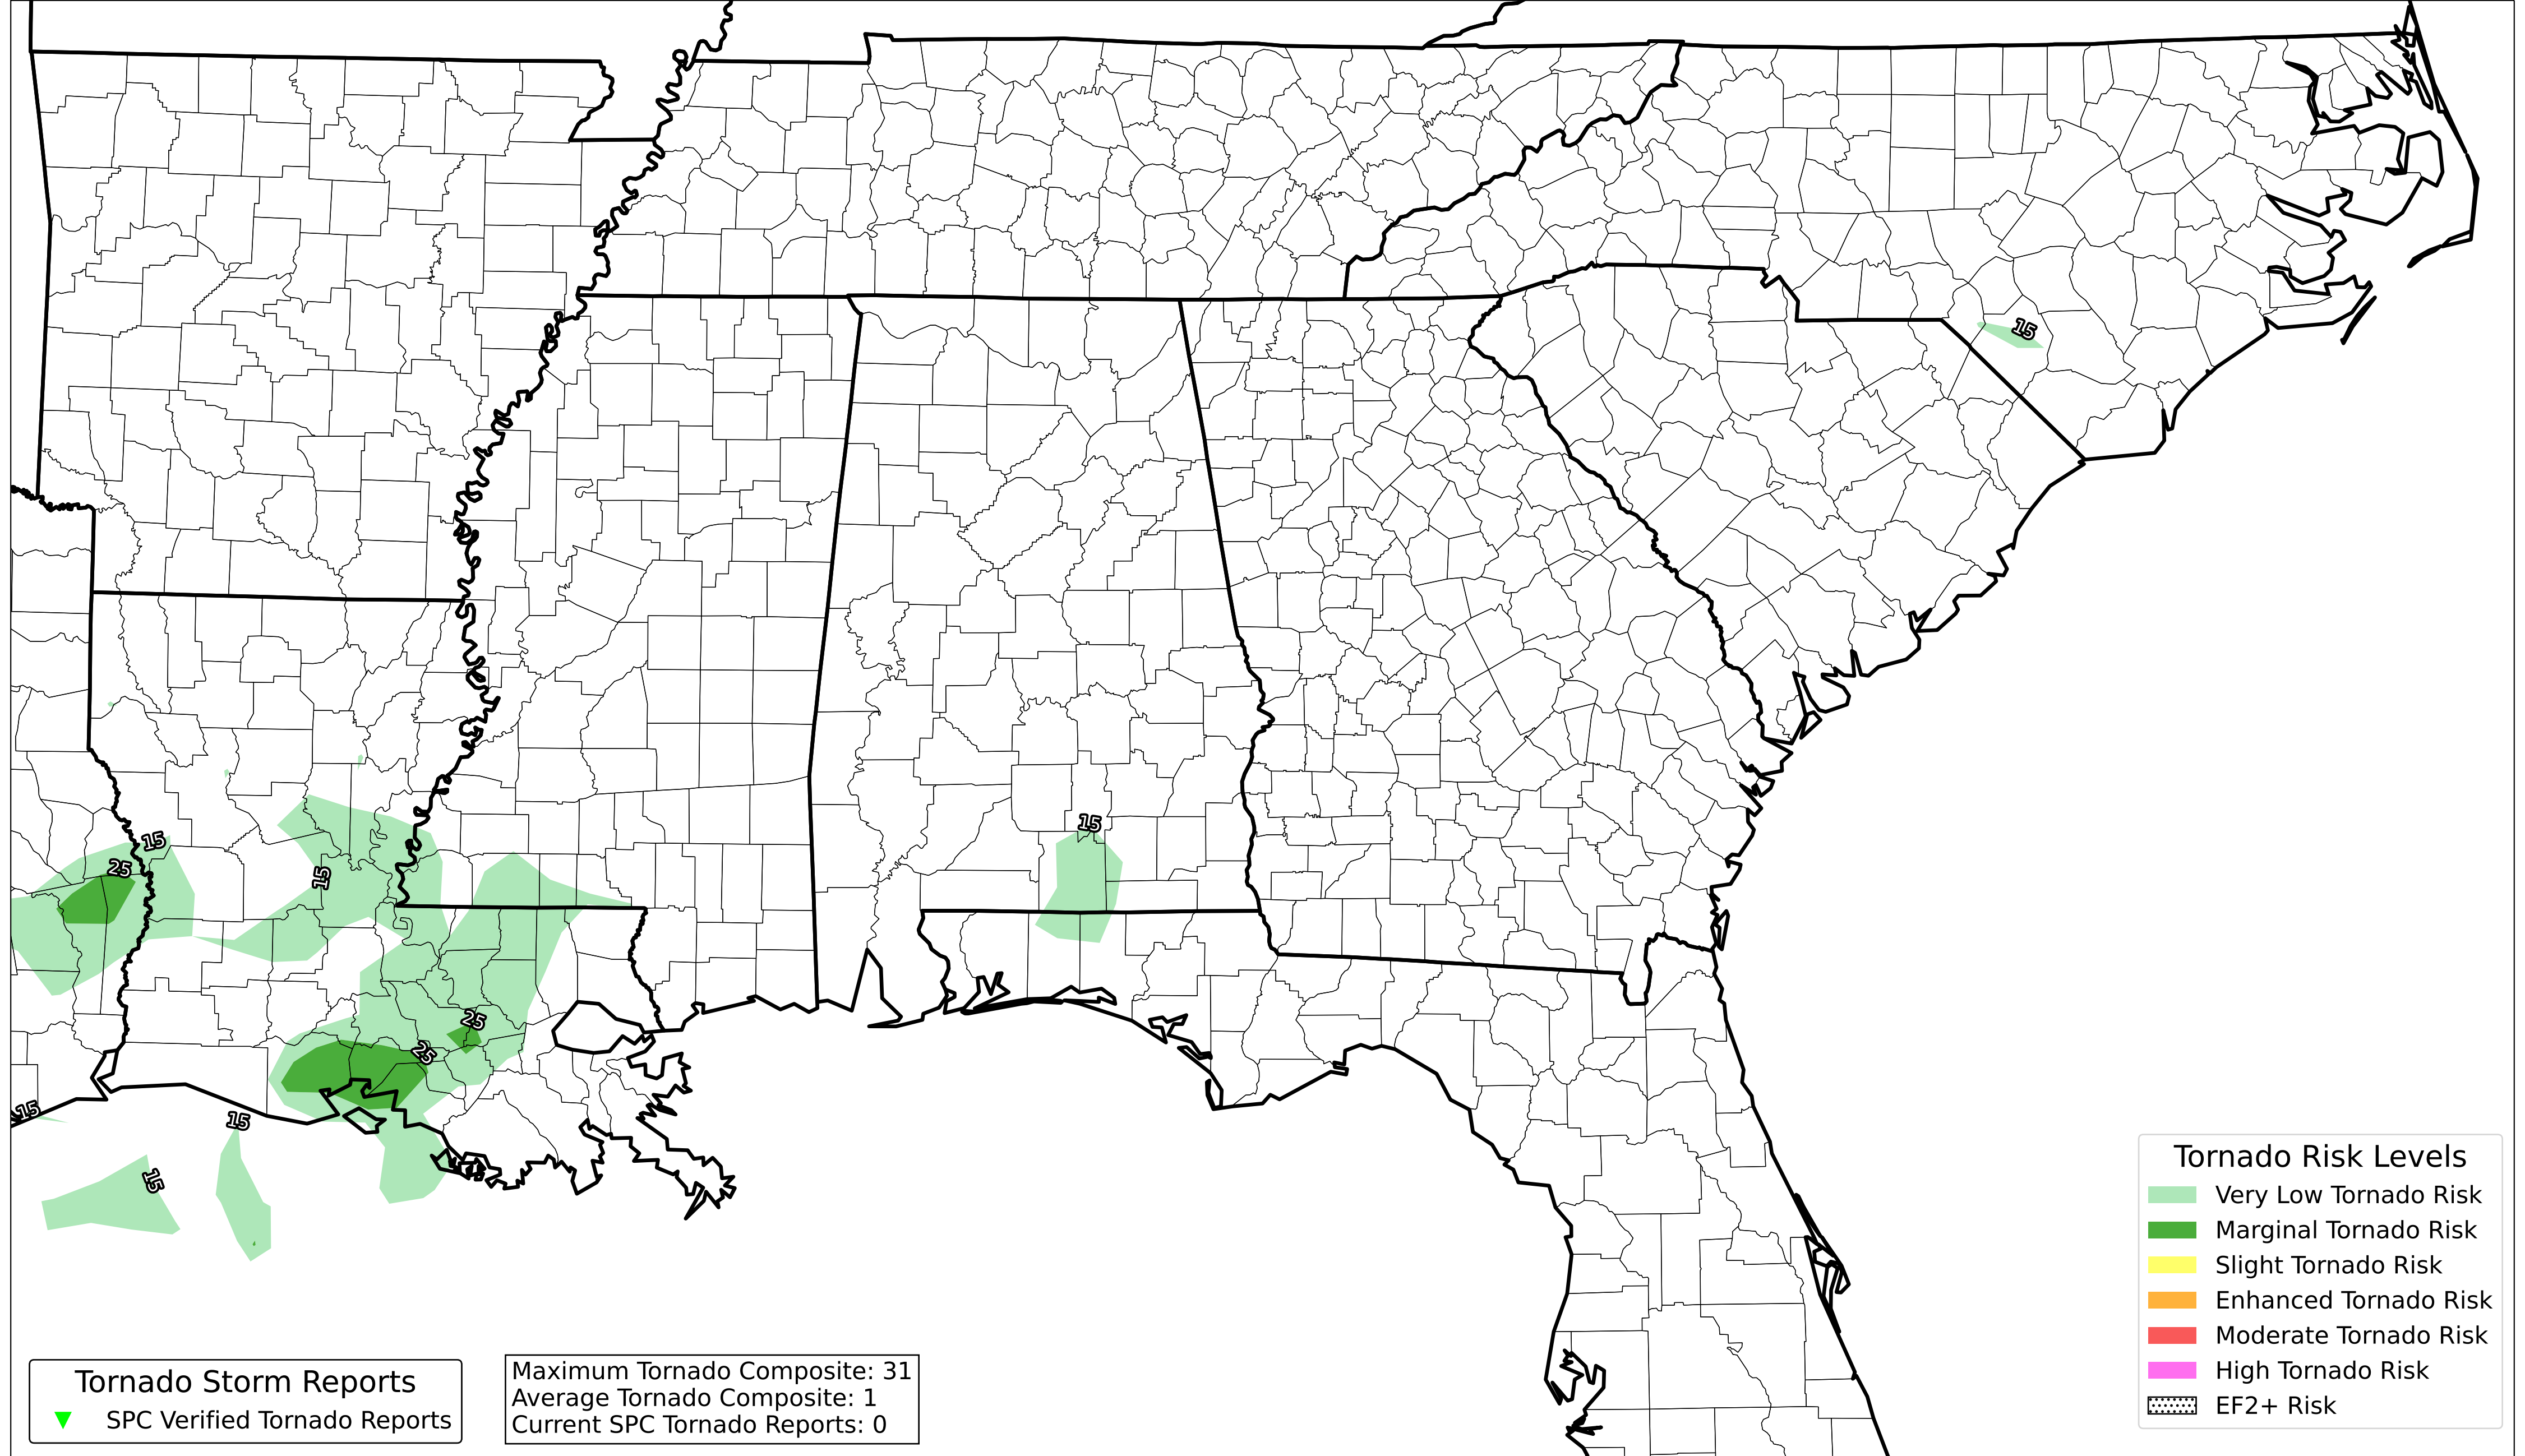 15
15
15
25
15
25
25
15
15
15
Tornado Risk Levels
Very Low Tornado Risk
Marginal Tornado Risk
Slight Tornado Risk
Enhanced Tornado Risk
Moderate Tornado Risk
High Tornado Risk
EF2+ Risk
Tornado Storm Reports
SPC Verified Tornado Reports
Maximum Tornado Composite: 31
Average Tornado Composite: 1
Current SPC Tornado Reports: 0